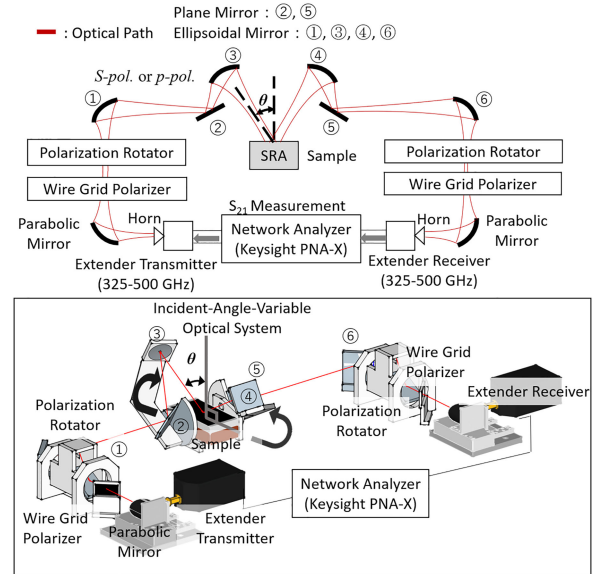 Plane Mirror : ②, ⑤
: Optical Path
Ellipsoidal Mirror : ①, ③, ④, ⑥
③
④
S-pol. or p-pol.
θ
①
⑥
②
⑤
SRA
Sample
Polarization Rotator
Polarization Rotator
Wire Grid Polarizer
Wire Grid Polarizer
S21 Measurement
Parabolic
Mirror
Horn
Network Analyzer
(Keysight PNA-X)
Horn
Parabolic
Mirror
Extender Transmitter
(325-500 GHz)
Extender Receiver
(325-500 GHz)
Incident-Angle-Variable
Optical System
③
θ
⑥
Wire Grid
Polarizer
⑤
④
Extender Receiver
Polarization
Rotator
②
Polarization
Rotator
①
Sample
Network Analyzer
(Keysight PNA-X)
Wire Grid
Polarizer
Parabolic
Mirror
Extender
Transmitter